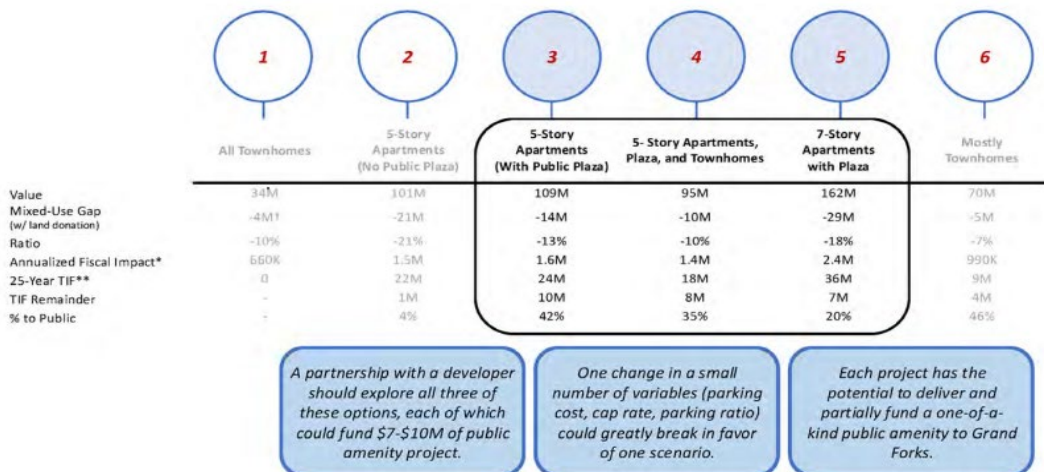 1 2 3 4 5 6
All Townhomes
5-Story
Apartments
(No Public Plaza)
5-Story
Apartments
(With Public Plaza)
5- Story Apartments,
Plaza, and Townhomes
7-Story
Apartments
with Plaza
Mostly
Townhomes
Value 34M 101M 109M 95M 162M 70M
Mixed-Use Gap
(w/ land donation) -4M† -21M -14M -10M -29M -5M
Ratio -10% -21% -13% -10% -18% -7%
Annualized Fiscal Impact* 660K 1.5M 1.6M 1.4M 2.4M 990K
25-Year TIF** 0 22M 24M 18M 36M 9M
TIF Remainder - 1M 10M 8M 7M 4M
% to Public - 4% 42% 35% 20% 46%
A partnership with a developer
should explore all three of
these options, each of which
could fund $7-$10M of public
amenity project.
One change in a small
number of variables (parking
cost, cap rate, parking ratio)
could greatly break in favor
of one scenario.
Each project has the
potential to deliver and
partially fund a one-of-a-
kind public amenity to Grand
Forks.